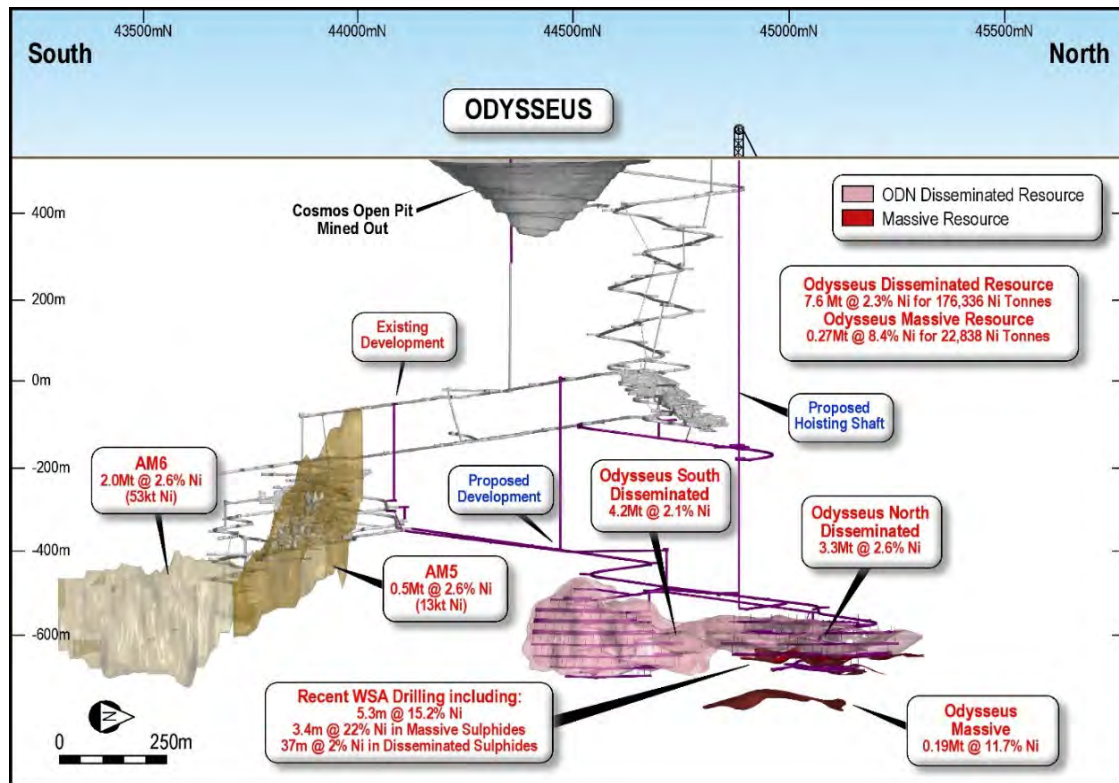 43500mN
44000mN
44500mN
45000mN
45500mN
South
North
ODYSSEUS
Cosmos Open Pit
Mined Out
ODN Disseminated Resource
Massive Resource
400m
200m
0m
-200m
-400m
-600m
Odysseus Disseminated Resource
7.6 Mt @ 2.3% Ni for 176,336 Ni Tonnes
Odysseus Massive Resource
0.27Mt @ 8.4% Ni for 22,838 Ni Tonnes
Existing
Development
Proposed
Hoisting Shaft
AM6
2.0Mt @ 2.6% Ni
(53kt Ni)
Proposed
Development
Odysseus South
Disseminated
4.2Mt @ 2.1% Ni
Odysseus North
Disseminated
3.3Mt @ 2.6% Ni
AM5
0.5Mt @ 2.6% Ni
(13kt Ni)
Recent WSA Drilling including:
5.3m @ 15.2% Ni
3.4m @ 22% Ni in Massive Sulphides
37m @ 2% Ni in Disseminated Sulphides
Odysseus
Massive
0.19Mt @ 11.7% Ni
N
0
250m